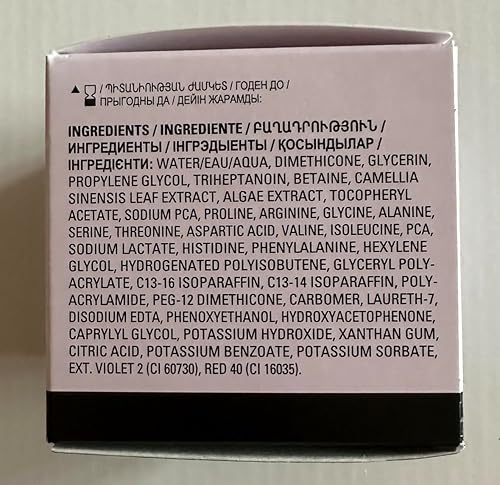 ▲ / ՊԻՏԱՆԻՈՒԹՅԱՆ ԺԱՄԿԵՏ / ГОДЕН ДО /
ПРЫГОДНЫ ДА / ДЕЙІН ЖАРАМДЫ:
INGREDIENTS / INGREDIENTE / ԲԱՂԱԴՐՈՒԹՅՈՒՆ /
ИНГРЕДИЕНТЫ / ІНГРЭДЫЕНТЫ / ҚОСЫНДЫЛАР /
ІНГРЕДІЄНТИ: WATER/EAU/AQUA, DIMETHICONE, GLYCERIN,
PROPYLENE GLYCOL, TRIHEPTANOIN, BETAINE, CAMELLIA
SINENSIS LEAF EXTRACT, ALGAE EXTRACT, TOCOPHERYL
ACETATE, SODIUM PCA, PROLINE, ARGININE, GLYCINE, ALANINE,
SERINE, THREONINE, ASPARTIC ACID, VALINE, ISOLEUCINE, PCA,
SODIUM LACTATE, HISTIDINE, PHENYLALANINE, HEXYLENE
GLYCOL, HYDROGENATED POLYISOBUTENE, GLYCERYL POLY-
ACRYLATE, C13-16 ISOPARAFFIN, C13-14 ISOPARAFFIN, POLY-
ACRYLAMIDE, PEG-12 DIMETHICONE, CARBOMER, LAURETH-7,
DISODIUM EDTA, PHENOXYETHANOL, HYDROXYACETOPHENONE,
CAPRYLYL GLYCOL, POTASSIUM HYDROXIDE, XANTHAN GUM,
CITRIC ACID, POTASSIUM BENZOATE, POTASSIUM SORBATE,
EXT. VIOLET 2 (CI 60730), RED 40 (CI 16035).